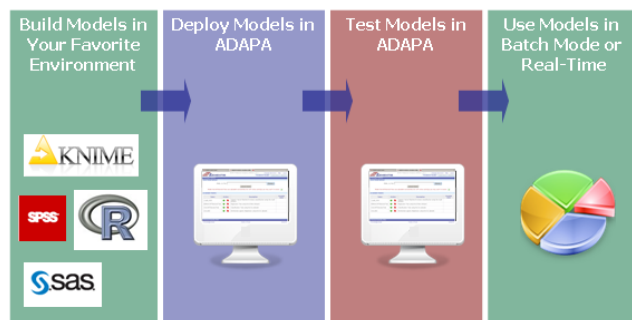 Build Models in
Your Favorite
Environment
Deploy Models in
ADAPA
Test Models in
ADAPA
Use Models in
Batch Mode or
Real-Time
KNIME
SPSS
R
sas